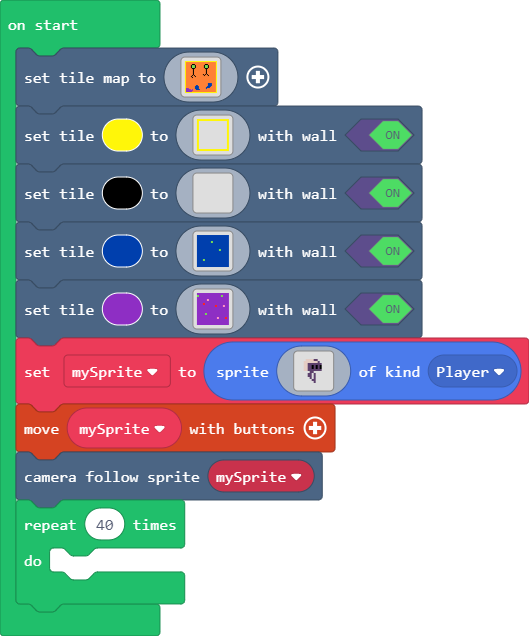 on start
set tile map to
set tile to with wall ON
set tile to with wall ON
set tile to with wall ON
set tile to with wall ON
set mySprite to sprite of kind Player
move mySprite with buttons
camera follow sprite mySprite
repeat 40 times
do